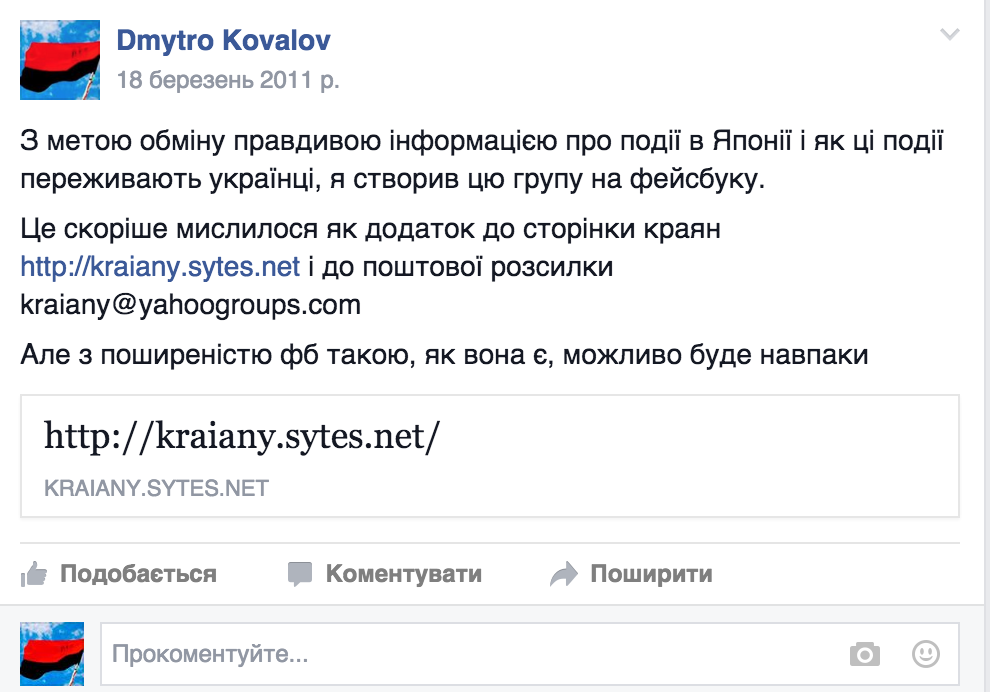 Dmytro Kovalov
18 березень 2011 р.
З метою обміну правдивою інформацією про події в Японії і як ці події
переживають українці, я створив цю групу на фейсбуку.
Це скоріше мислилося як додаток до сторінки краян
http://kraiany.sytes.net і до поштової розсилки
kraiany@yahoogroups.com
Але з поширеністю фб такою, як вона є, можливо буде навпаки
http://kraiany.sytes.net/
KRAIANY.SYTES.NET
Подобається Коментувати Поширити
Прокоментуйте...